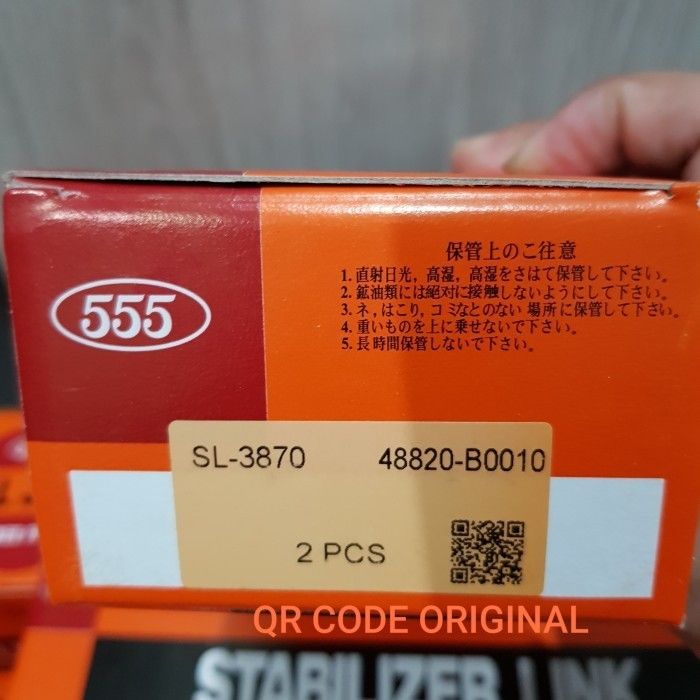 555
保管上のこ注意
1. 直射日光，高湿，高湿をさはて保管して下さい。
2. 鉱油類には绝対に接触しないようにして下さい。
3. ネ，はこり，コミなとのない 場所に保管して下さい。
4. 重いものを上に乗せないで下さい。
5. 長時間保管しないで下さい。
SL-3870 48820-B0010
2 PCS
QR CODE ORIGINAL
STABILIZER LINK